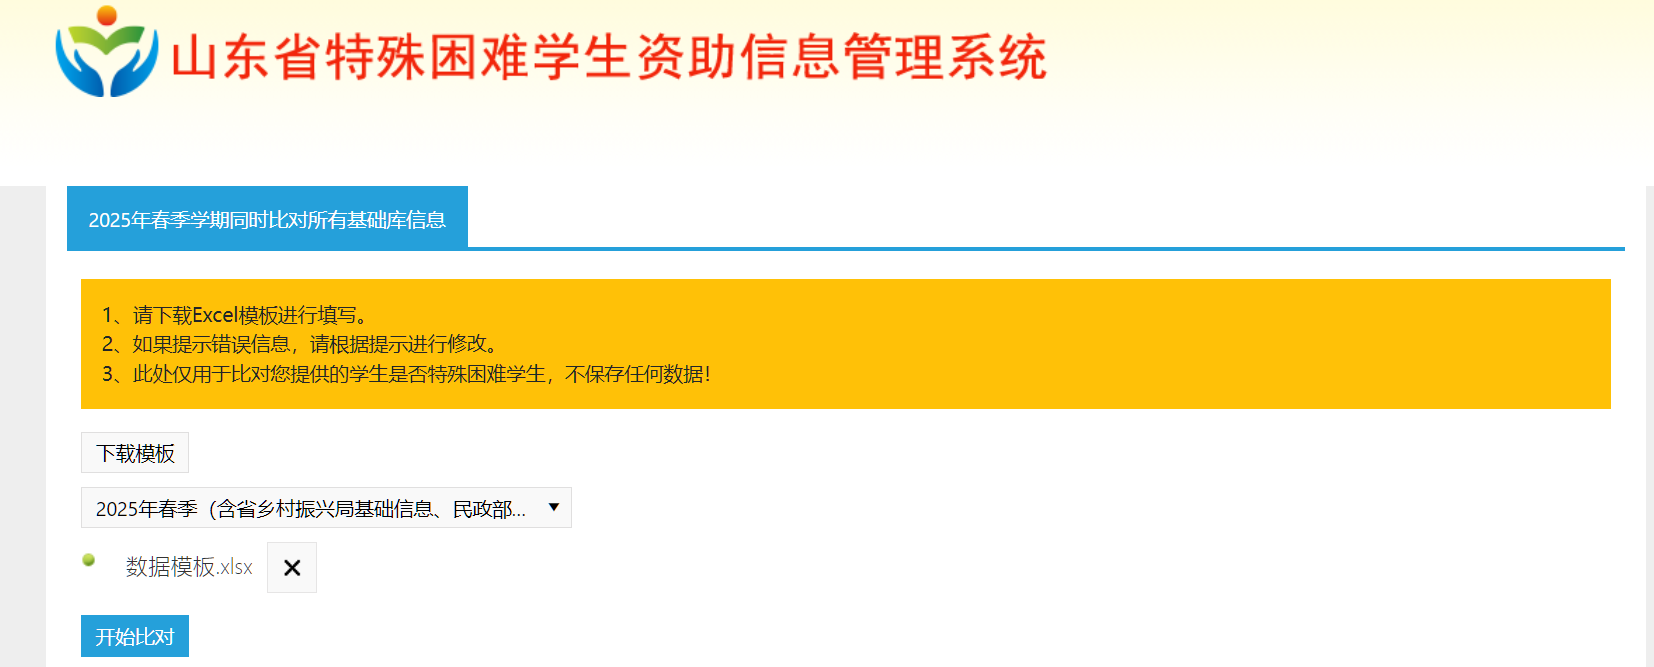 山东省特殊困难学生资助信息管理系统
2025年春季学期同时比对所有基础库信息
1、请下载Excel模板进行填写。
2、如果提示错误信息，请根据提示进行修改。
3、此处仅用于比对您提供的学生是否特殊困难学生，不保存任何数据！
下载模板
2025年春季（含省乡村振兴局基础信息、民政部...
数据模板.xlsx
开始比对